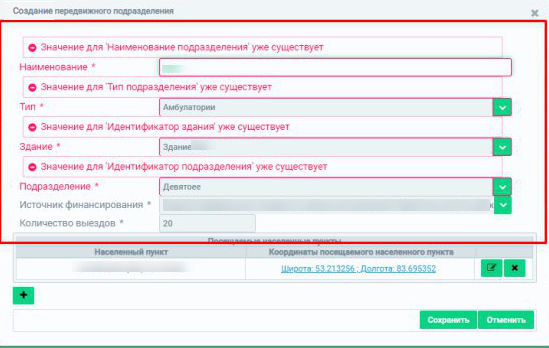 Создание передвижного подразделения
Значение для 'Наименование подразделения' уже существует
Наименование *
Значение для 'Тип подразделения' уже существует
Тип * Амбулатории
Значение для 'Идентификатор здания' уже существует
Здание * Здание
Значение для 'Идентификатор подразделения' уже существует
Подразделение * Девятоее
Источник финансирования *
Количество выездов * 20
Посещаемые населенные пункты
Населенный пункт Координаты посещаемого населенного пункта
Широта: 53.213256 ; Долгота: 83.695352
Сохранить Отменить